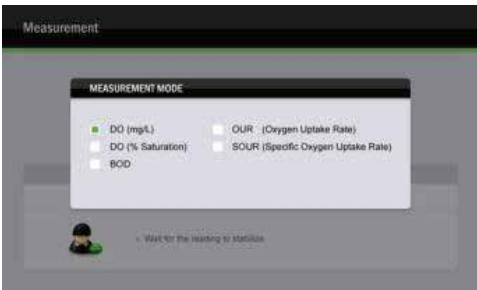 Measurement
MEASUREMENT MODE
DO (mg/L)
DO (% Saturation)
BOD
OUR (Oxygen Uptake Rate)
SOUR (Specific Oxygen Uptake Rate)
Wait for the reading to stabilize